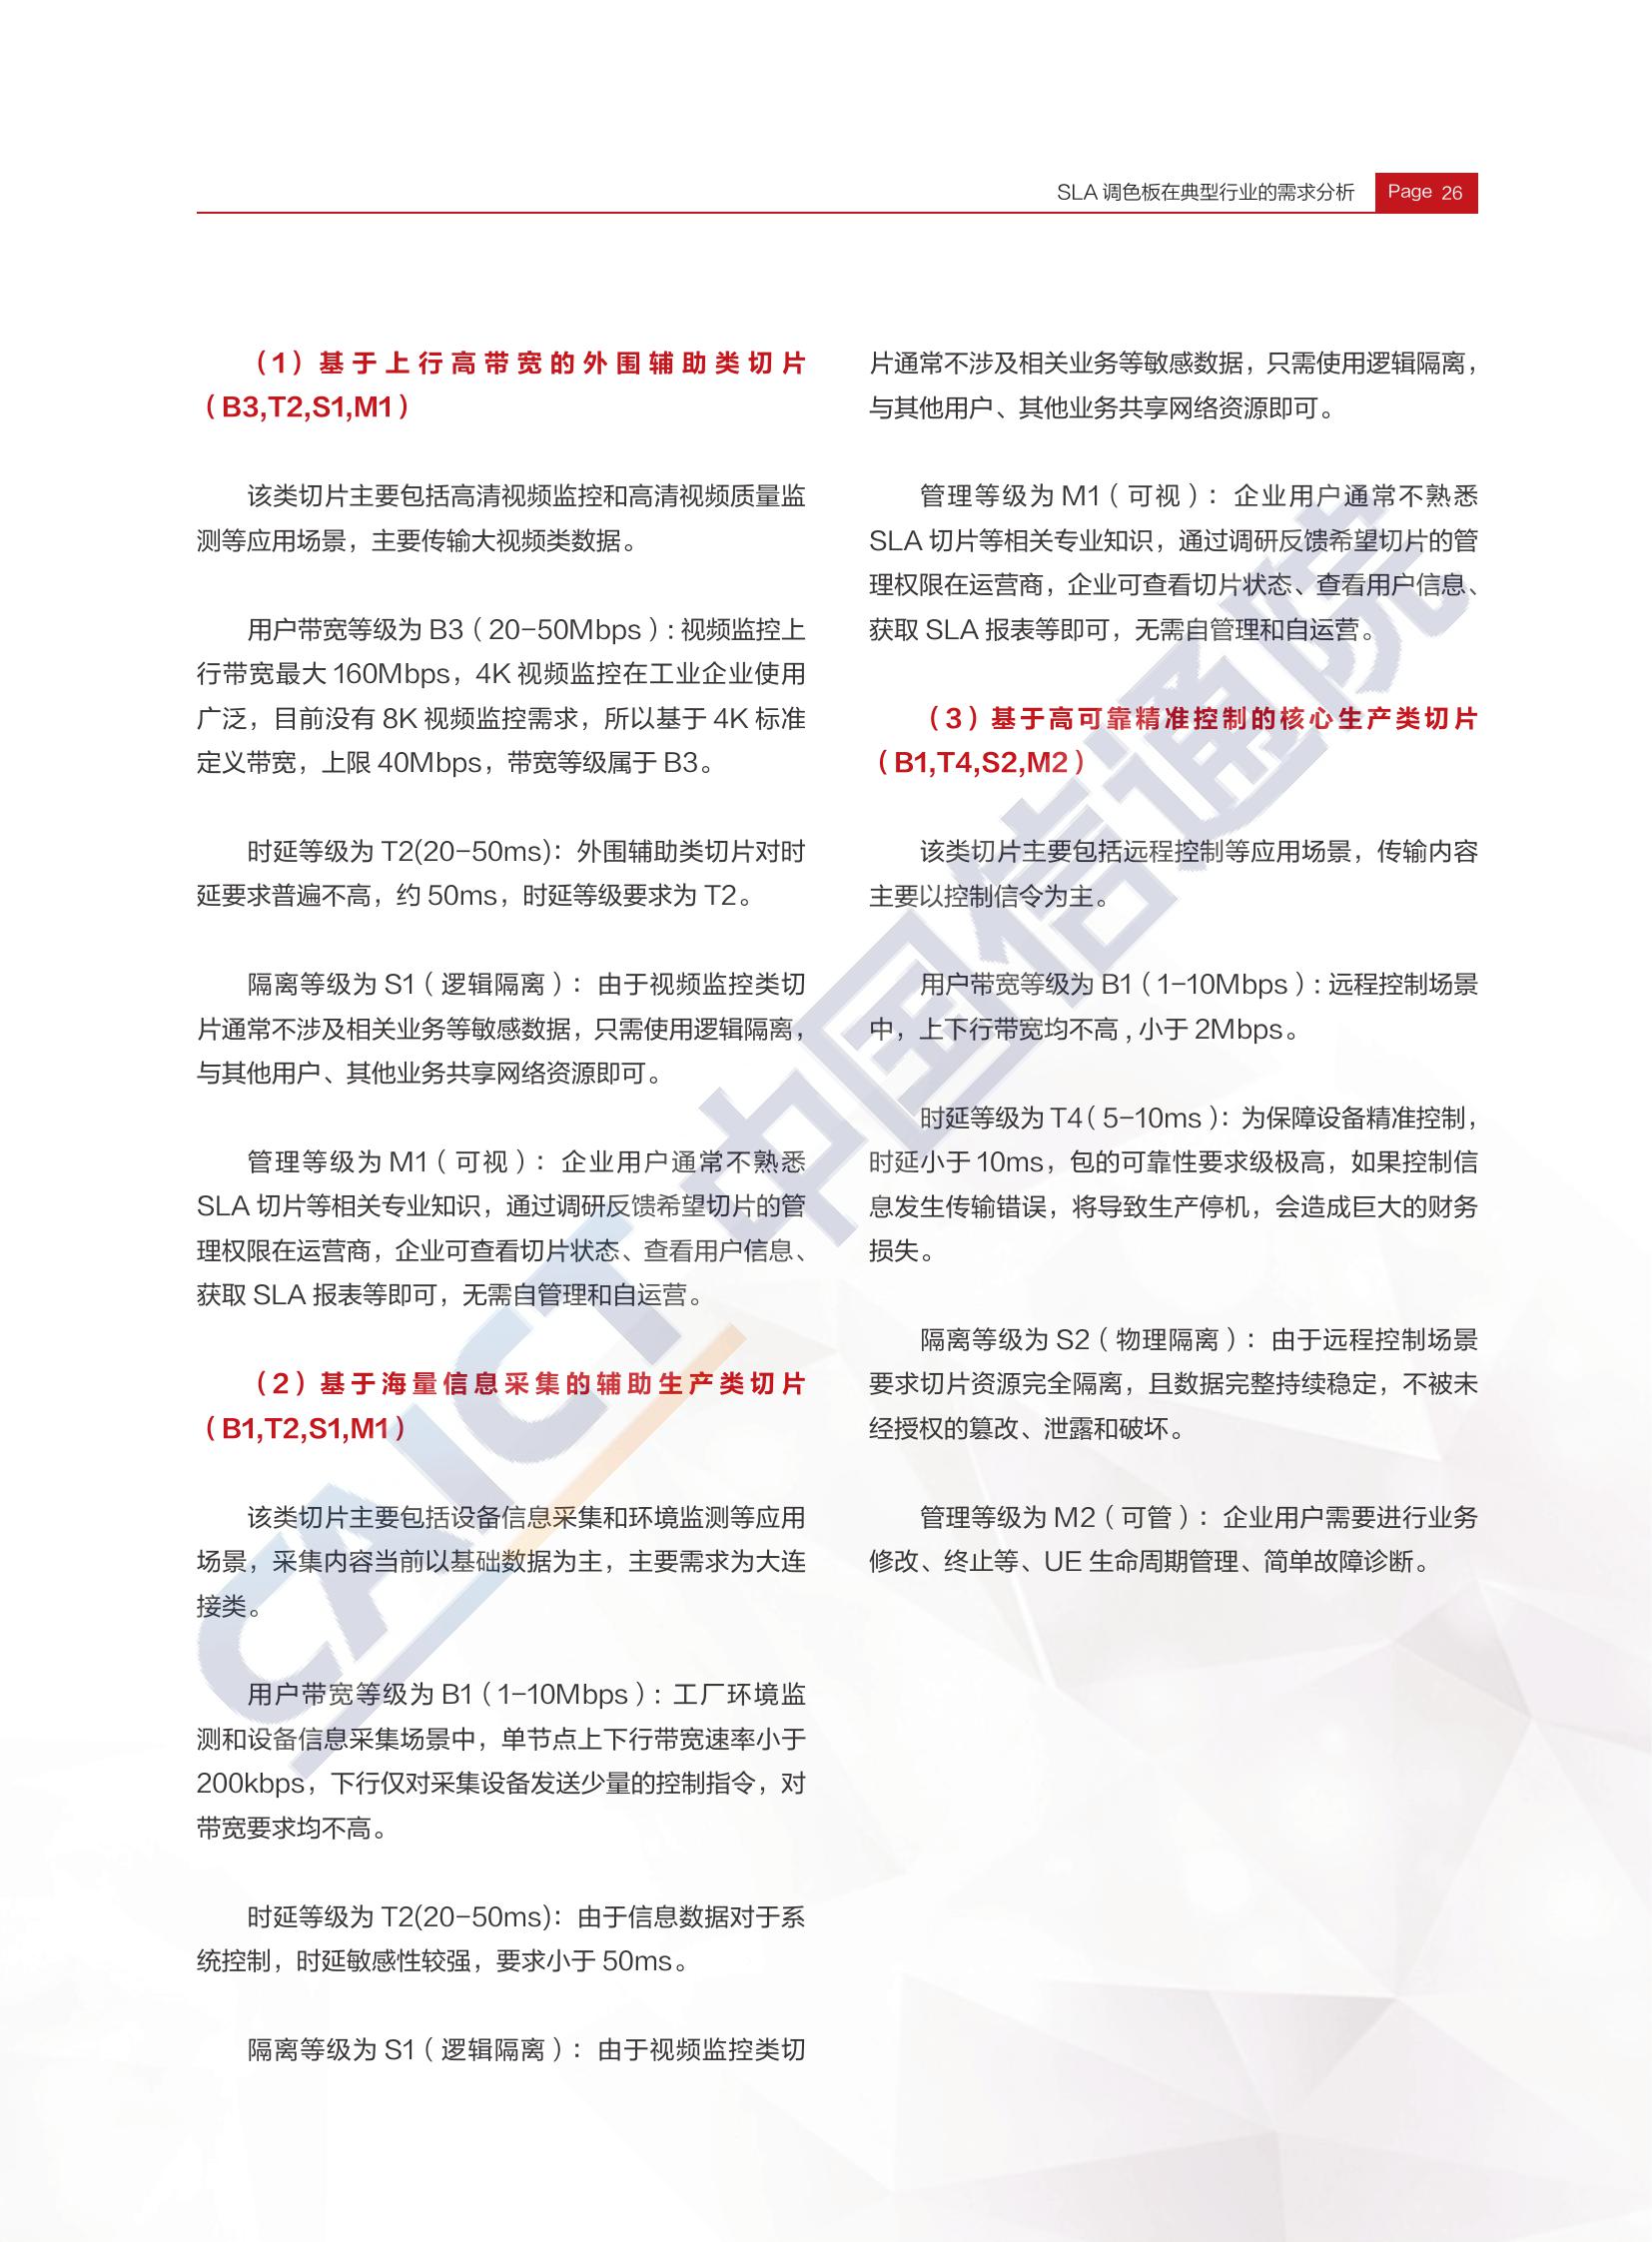 SLA 调色板在典型行业的需求分析 Page 26
（1）基于上行高带宽的外围辅助类切片
（B3,T2,S1,M1）
该类切片主要包括高清视频监控和高清视频质量监
测等应用场景，主要传输大视频类数据。
用户带宽等级为 B3（20-50Mbps）：视频监控上
行带宽最大 160Mbps，4K 视频监控在工业企业使用
广泛，目前没有 8K 视频监控需求，所以基于 4K 标准
定义带宽，上限 40Mbps，带宽等级属于 B3。
时延等级为 T2(20-50ms)：外围辅助类切片对时
延要求普遍不高，约 50ms，时延等级要求为 T2。
隔离等级为 S1（逻辑隔离）：由于视频监控类切
片通常不涉及相关业务等敏感数据，只需使用逻辑隔离，
与其他用户、其他业务共享网络资源即可。
管理等级为 M1（可视）：企业用户通常不熟悉
SLA 切片等相关专业知识，通过调研反馈希望切片的管
理权限在运营商，企业可查看切片状态、查看用户信息、
获取 SLA 报表等即可，无需自管理和自运营。
（2）基于海量信息采集的辅助生产类切片
（B1,T2,S1,M1）
该类切片主要包括设备信息采集和环境监测等应用
场景，采集内容当前以基础数据为主，主要需求为大连
接类。
用户带宽等级为 B1（1-10Mbps）：工厂环境监
测和设备信息采集场景中，单节点上下行带宽速率小于
200kbps，下行仅对采集设备发送少量的控制指令，对
带宽要求均不高。
时延等级为 T2(20-50ms)：由于信息数据对于系
统控制，时延敏感性较强，要求小于 50ms。
隔离等级为 S1（逻辑隔离）：由于视频监控类切
片通常不涉及相关业务等敏感数据，只需使用逻辑隔离，
与其他用户、其他业务共享网络资源即可。
管理等级为 M1（可视）：企业用户通常不熟悉
SLA 切片等相关专业知识，通过调研反馈希望切片的管
理权限在运营商，企业可查看切片状态、查看用户信息、
获取 SLA 报表等即可，无需自管理和自运营。
（3）基于高可靠精准控制的核心生产类切片
（B1,T4,S2,M2）
该类切片主要包括远程控制等应用场景，传输内容
主要以控制信令为主。
用户带宽等级为 B1（1-10Mbps）：远程控制场景
中，上下行带宽均不高 , 小于 2Mbps。
时延等级为 T4（5-10ms）：为保障设备精准控制，
时延小于 10ms，包的可靠性要求级极高，如果控制信
息发生传输错误，将导致生产停机，会造成巨大的财务
损失。
隔离等级为 S2（物理隔离）：由于远程控制场景
要求切片资源完全隔离，且数据完整持续稳定，不被未
经授权的篡改、泄露和破坏。
管理等级为 M2（可管）：企业用户需要进行业务
修改、终止等、UE 生命周期管理、简单故障诊断。
CAICT 中国信通院